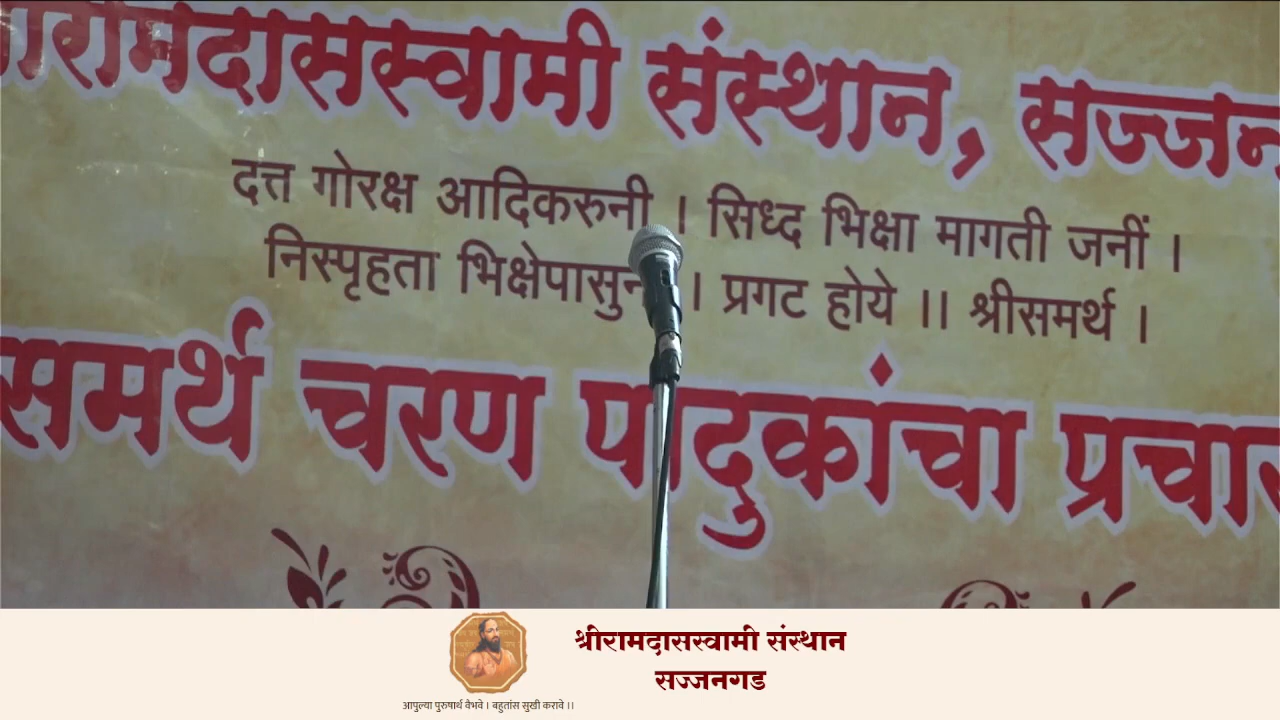 रामदासस्वामी संस्थान, सज्जन
दत्त गोरक्ष आदिकरुनी । सिध्द भिक्षा मागती जनीं ।
निस्पृहता भिक्षेपासुन । प्रगट होये ।। श्रीसमर्थ ।
समर्थ चरण पादुकांचा प्रचार
श्रीरामदासस्वामी संस्थान
सज्जनगड
आपुल्या पुरुषार्थ वैभवे । बहुतांस सुखी करावे ।।